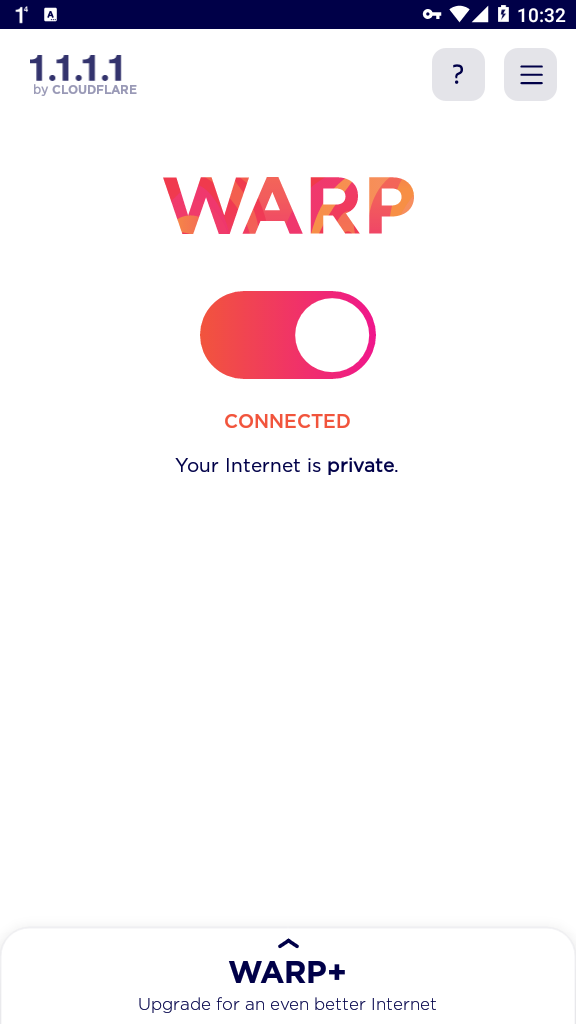 1⁴ A 10:32
1.1.1.1
by CLOUDFLARE
?
WARP
CONNECTED
Your Internet is private.
WARP+
Upgrade for an even better Internet